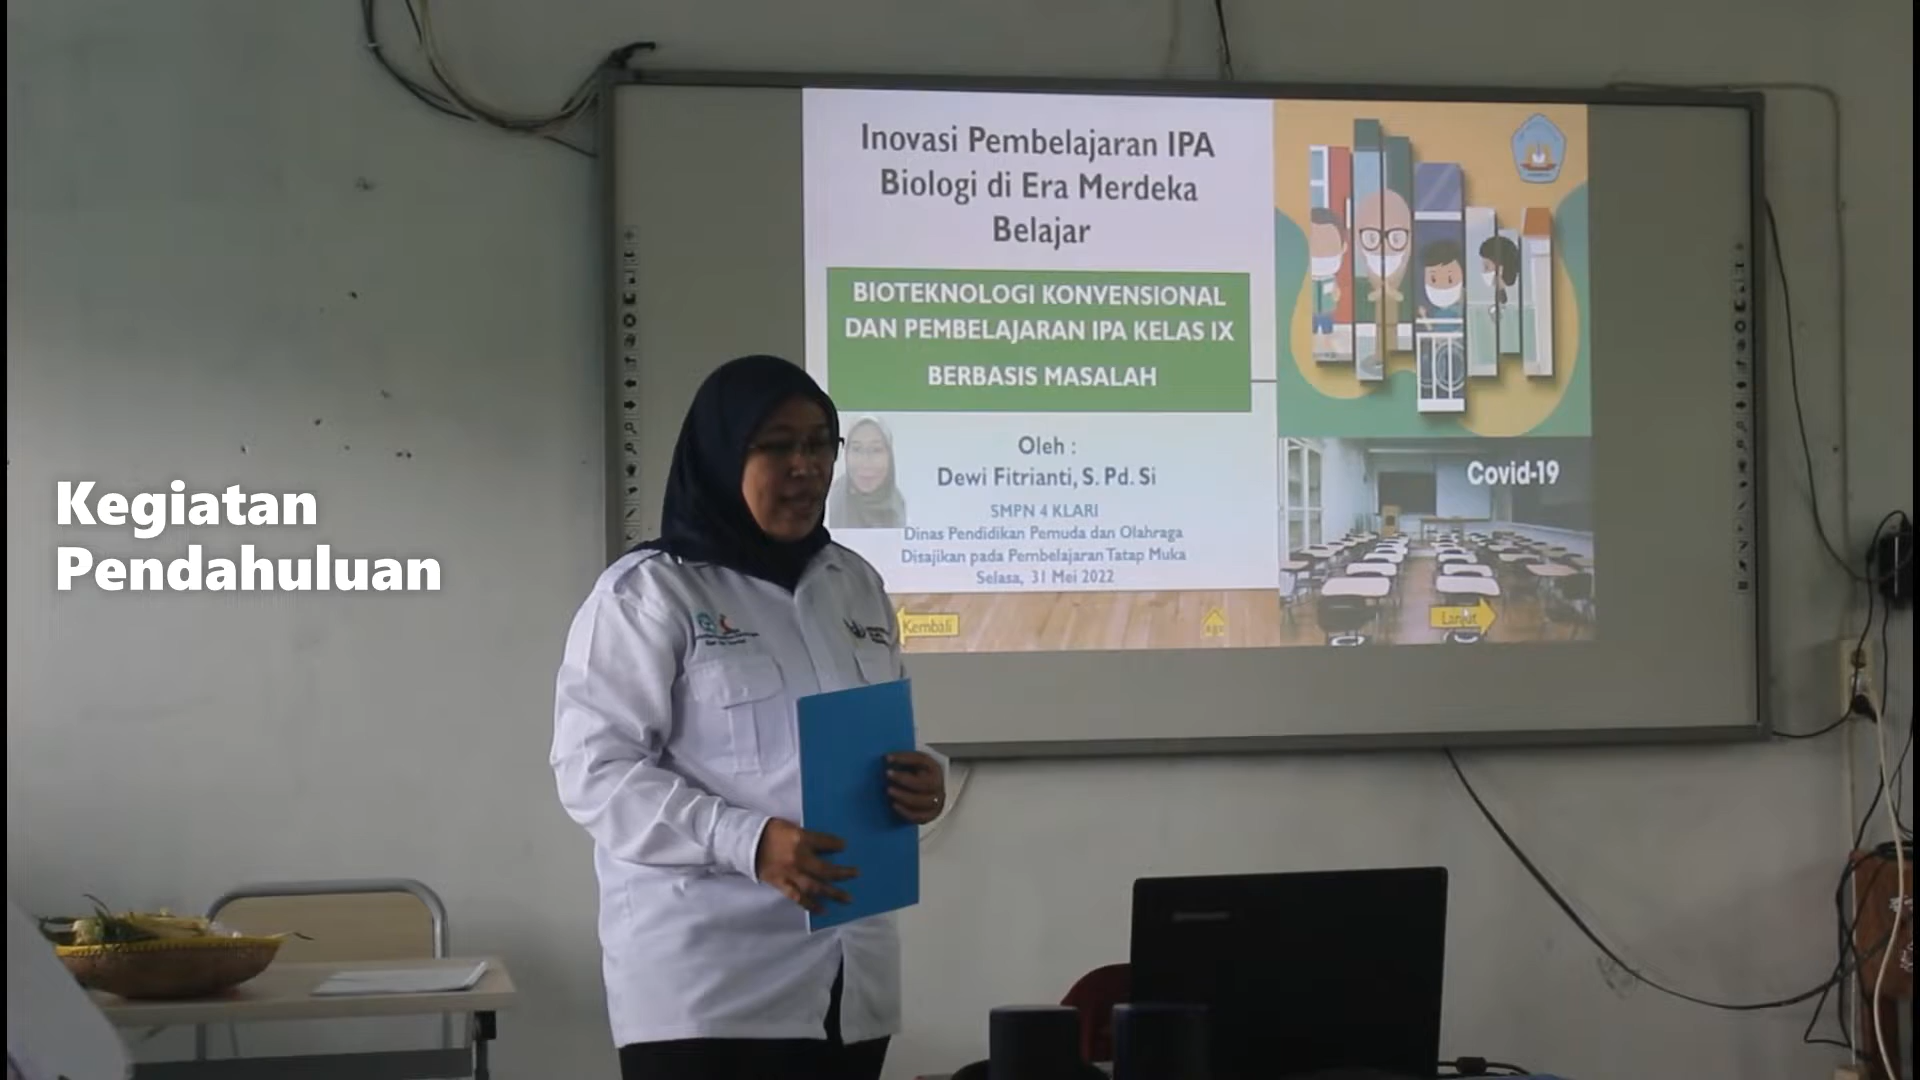 Kegiatan
Pendahuluan
Inovasi Pembelajaran IPA
Biologi di Era Merdeka
Belajar
BIOTEKNOLOGI KONVENSIONAL
DAN PEMBELAJARAN IPA KELAS IX
BERBASIS MASALAH
Oleh :
Dewi Fitrianti, S. Pd. Si
SMPN 4 KLARI
Dinas Pendidikan Pemuda dan Olahraga
Disajikan pada Pembelajaran Tatap Muka
Selasa, 31 Mei 2022
Kembali
Covid-19
Lanjut